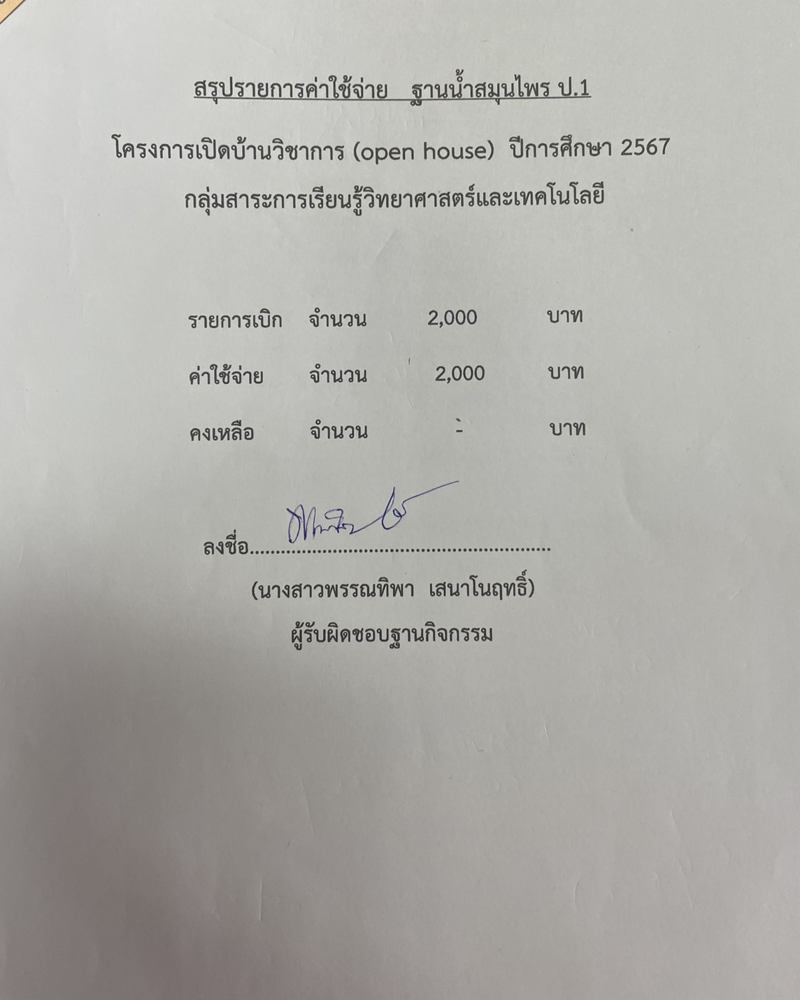 สรุปรายการค่าใช้จ่าย ฐานน้ำสมุนไพร ป.1
โครงการเปิดบ้านวิชาการ (open house) ปีการศึกษา 2567
กลุ่มสาระการเรียนรู้วิทยาศาสตร์และเทคโนโลยี
รายการเบิก จำนวน 2,000 บาท
ค่าใช้จ่าย จำนวน 2,000 บาท
คงเหลือ จำนวน - บาท
ลงชื่อ............................................................
(นางสาวพรรณทิพา เสนาโนฤทธิ์)
ผู้รับผิดชอบฐานกิจกรรม